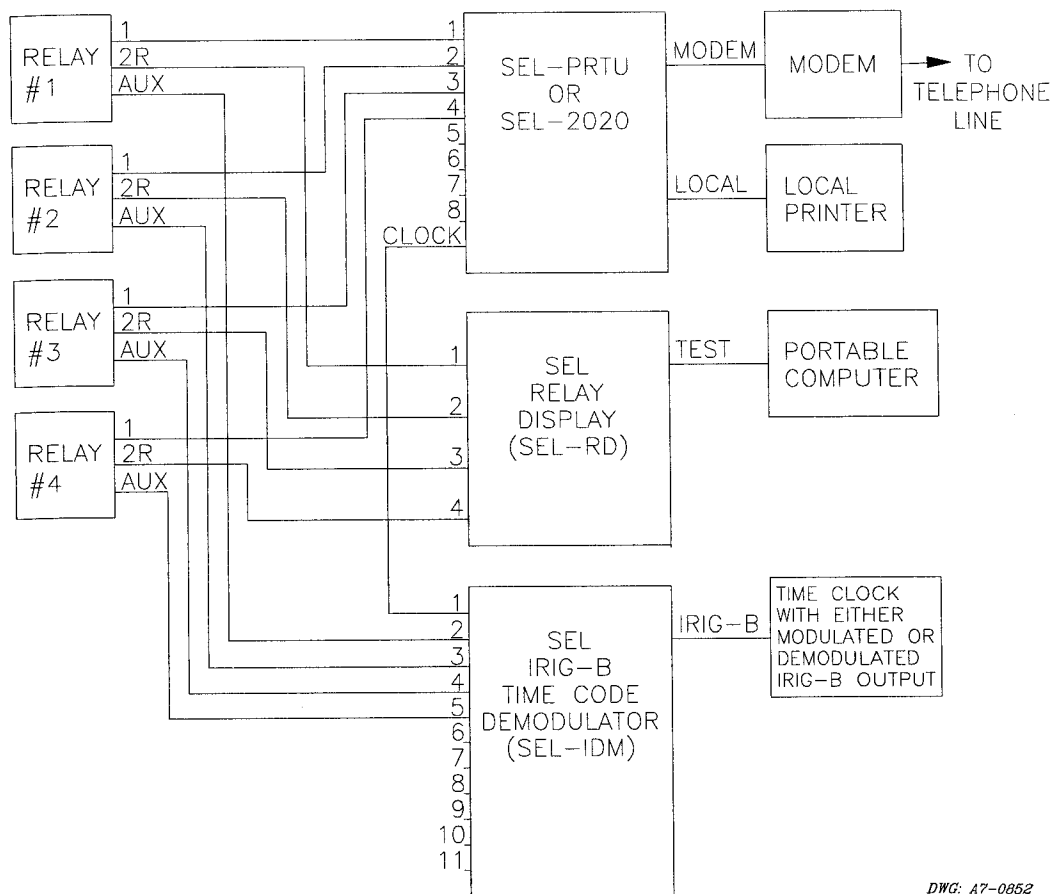 RELAY
#1
1
2R
AUX
RELAY
#2
1
2R
AUX
RELAY
#3
1
2R
AUX
RELAY
#4
1
2R
AUX
1
2
3
4
5
6
7
8
CLOCK
SEL-PRTU
OR
SEL-2020
MODEM
MODEM
TO
TELEPHONE
LINE
LOCAL
LOCAL
PRINTER
1
2
3
4
SEL
RELAY
DISPLAY
(SEL-RD)
TEST
PORTABLE
COMPUTER
1
2
3
4
5
6
7
8
9
10
11
SEL
IRIG-B
TIME CODE
DEMODULATOR
(SEL-IDM)
IRIG-B
TIME CLOCK
WITH EITHER
MODULATED OR
DEMODULATED
IRIG-B OUTPUT
DWG: A7-0852